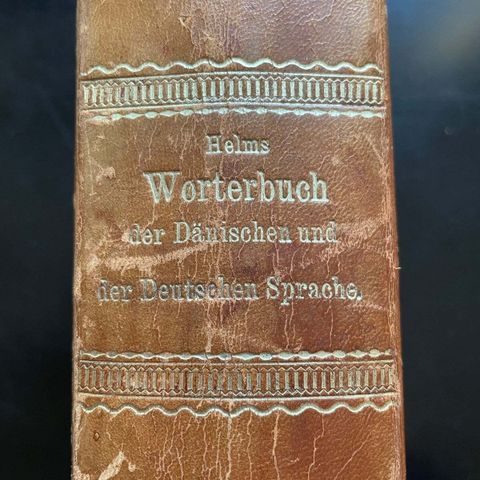 Helms
Wørterbuch
der Dänischen und
der Deutschen Sprache.